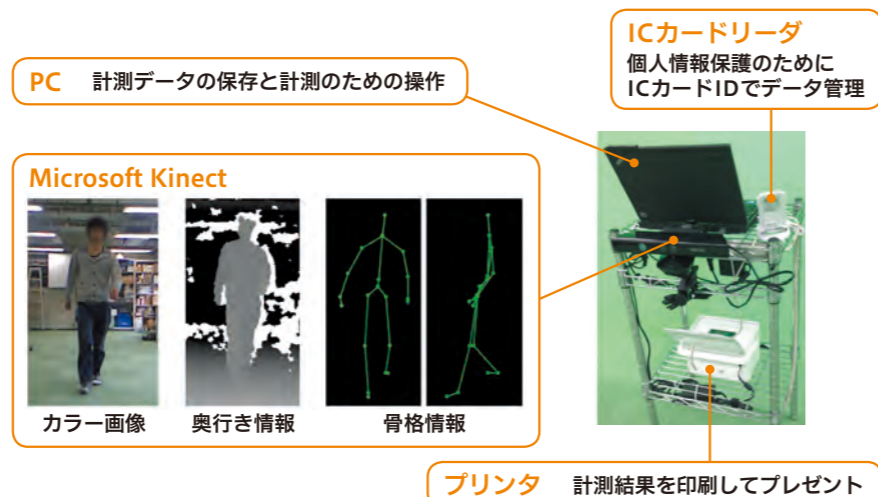 ICカードリーダ
個人情報保護のために
ICカードIDでデータ管理
PC 計測データの保存と計測のための操作
Microsoft Kinect
カラー画像 奥行き情報 骨格情報
プリンタ 計測結果を印刷してプレゼント